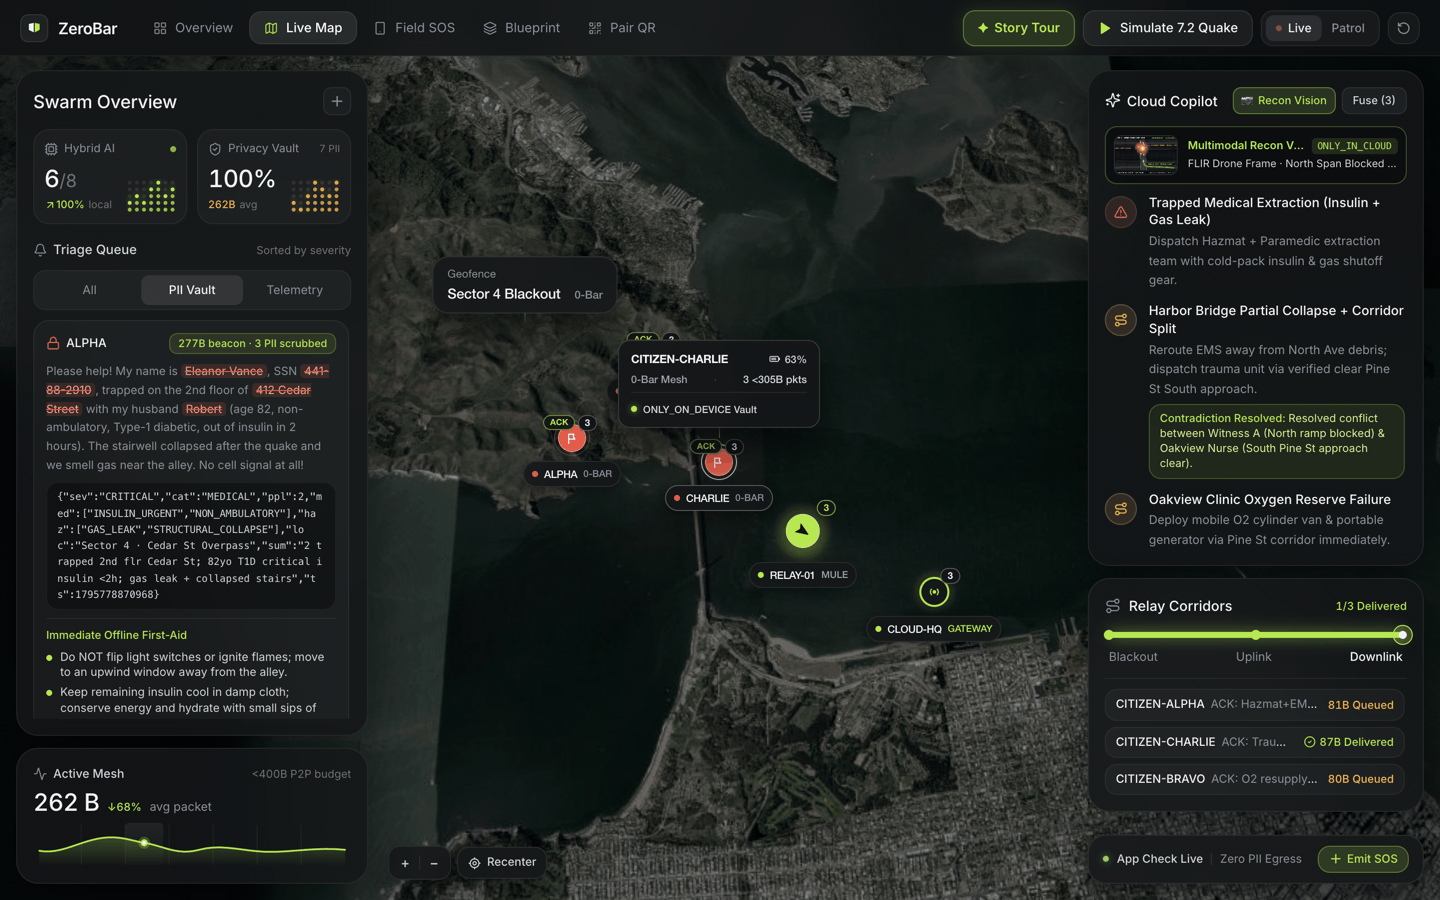 ZeroBar
Overview
Live Map
Field SOS
Blueprint
Pair QR
Story Tour
Simulate 7.2 Quake
Live
Patrol
Swarm Overview
Hybrid AI
6/8
100% local
Privacy Vault
7 PII
100%
262B avg
Triage Queue
Sorted by severity
All
PII Vault
Telemetry
ALPHA
277B beacon · 3 PII scrubbed
Please help! My name is Eleanor Vance, SSN 441-
88-2910, trapped on the 2nd floor of 412 Cedar
Street with my husband Robert (age 82, non-
ambulatory, Type-1 diabetic, out of insulin in 2
hours). The stairwell collapsed after the quake and
we smell gas near the alley. No cell signal at all!
{"sev":"CRITICAL","cat":"MEDICAL","ppl":2,"m
ed":["INSULIN_URGENT","NON_AMBULATORY"],"ha
z":["GAS_LEAK","STRUCTURAL_COLLAPSE"],"lo
c":"Sector 4 · Cedar St Overpass","sum":"2 t
rapped 2nd flr Cedar St; 82yo T1D critical i
nsulin <2h; gas leak + collapsed stairs","t
s":1795778870968}
Immediate Offline First-Aid
Do NOT flip light switches or ignite flames; move
to an upwind window away from the alley.
Keep remaining insulin cool in damp cloth;
conserve energy and hydrate with small sips of
Active Mesh
<400B P2P budget
262 B ↓68% avg packet
Geofence
Sector 4 Blackout 0-Bar
ACK
CITIZEN-CHARLIE 63%
0-Bar Mesh · 3 <305B pkts
ONLY_ON_DEVICE Vault
ACK 3
ALPHA 0-BAR
ACK 3
CHARLIE 0-BAR
3
RELAY-01 MULE
3
CLOUD-HQ GATEWAY
+ −
Recenter
Cloud Copilot
Recon Vision
Fuse (3)
Multimodal Recon V... ONLY_IN_CLOUD
FLIR Drone Frame · North Span Blocked ...
Trapped Medical Extraction (Insulin +
Gas Leak)
Dispatch Hazmat + Paramedic extraction
team with cold-pack insulin & gas shutoff
gear.
Harbor Bridge Partial Collapse + Corridor
Split
Reroute EMS away from North Ave debris;
dispatch trauma unit via verified clear Pine
St South approach.
Contradiction Resolved: Resolved conflict
between Witness A (North ramp blocked) &
Oakview Nurse (South Pine St approach
clear).
Oakview Clinic Oxygen Reserve Failure
Deploy mobile O2 cylinder van & portable
generator via Pine St corridor immediately.
Relay Corridors
1/3 Delivered
Blackout
Uplink
Downlink
CITIZEN-ALPHA ACK: Hazmat+EM... 81B Queued
CITIZEN-CHARLIE ACK: Trau... 87B Delivered
CITIZEN-BRAVO ACK: O2 resupply... 80B Queued
App Check Live
Zero PII Egress
+ Emit SOS